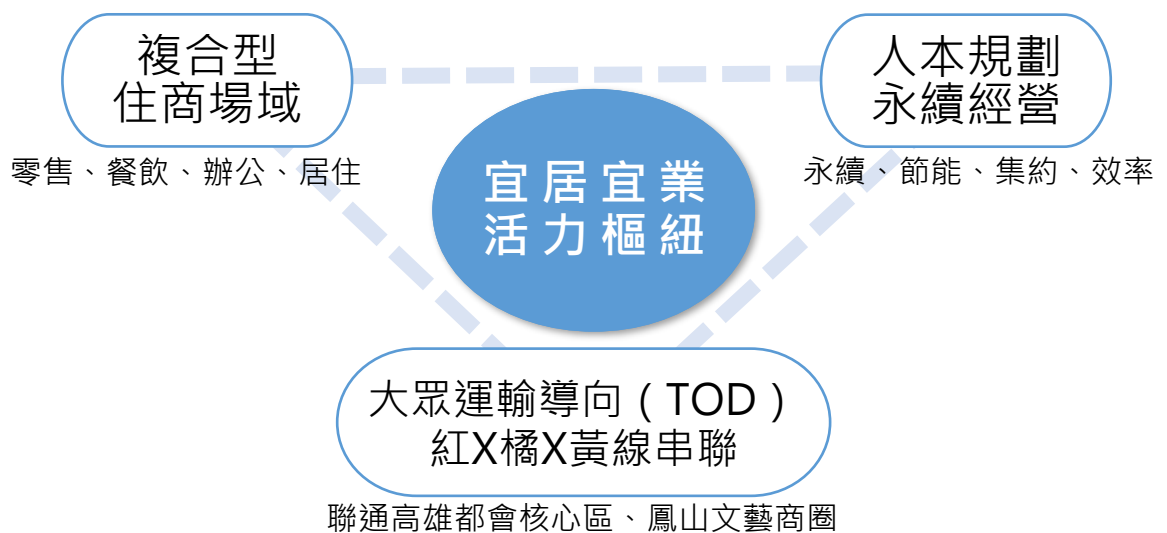 複合型
住商場域
零售、餐飲、辦公、居住
人本規劃
永續經營
永續、節能、集約、效率
宜居宜業
活力樞紐
大眾運輸導向（TOD）
紅X橘X黃線串聯
聯通高雄都會核心區、鳳山文藝商圈